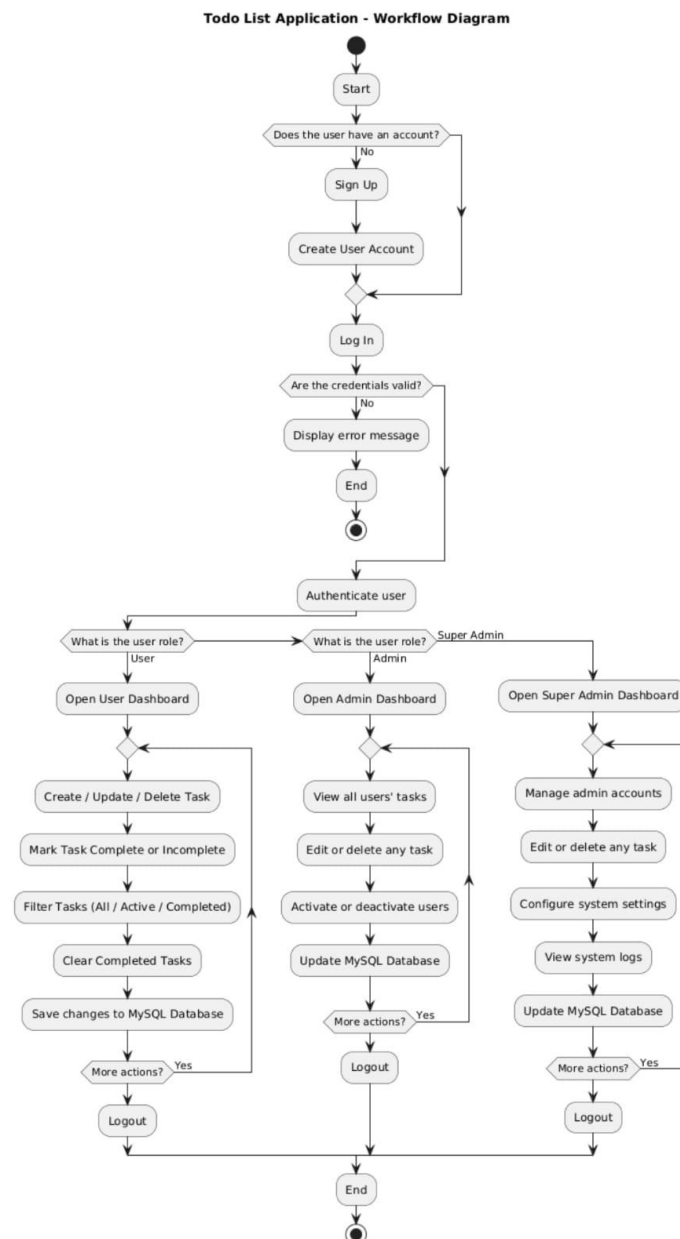 Todo List Application - Workflow Diagram
Start
Does the user have an account?
No
Sign Up
Create User Account
Log In
Are the credentials valid?
No
Display error message
End
Authenticate user
What is the user role?
User
Open User Dashboard
Create / Update / Delete Task
Mark Task Complete or Incomplete
Filter Tasks (All / Active / Completed)
Clear Completed Tasks
Save changes to MySQL Database
More actions?
Yes
Logout
What is the user role?
Admin
Open Admin Dashboard
View all users' tasks
Edit or delete any task
Activate or deactivate users
Update MySQL Database
More actions?
Yes
Logout
Super Admin
Open Super Admin Dashboard
Manage admin accounts
Edit or delete any task
Configure system settings
View system logs
Update MySQL Database
More actions?
Yes
Logout
End